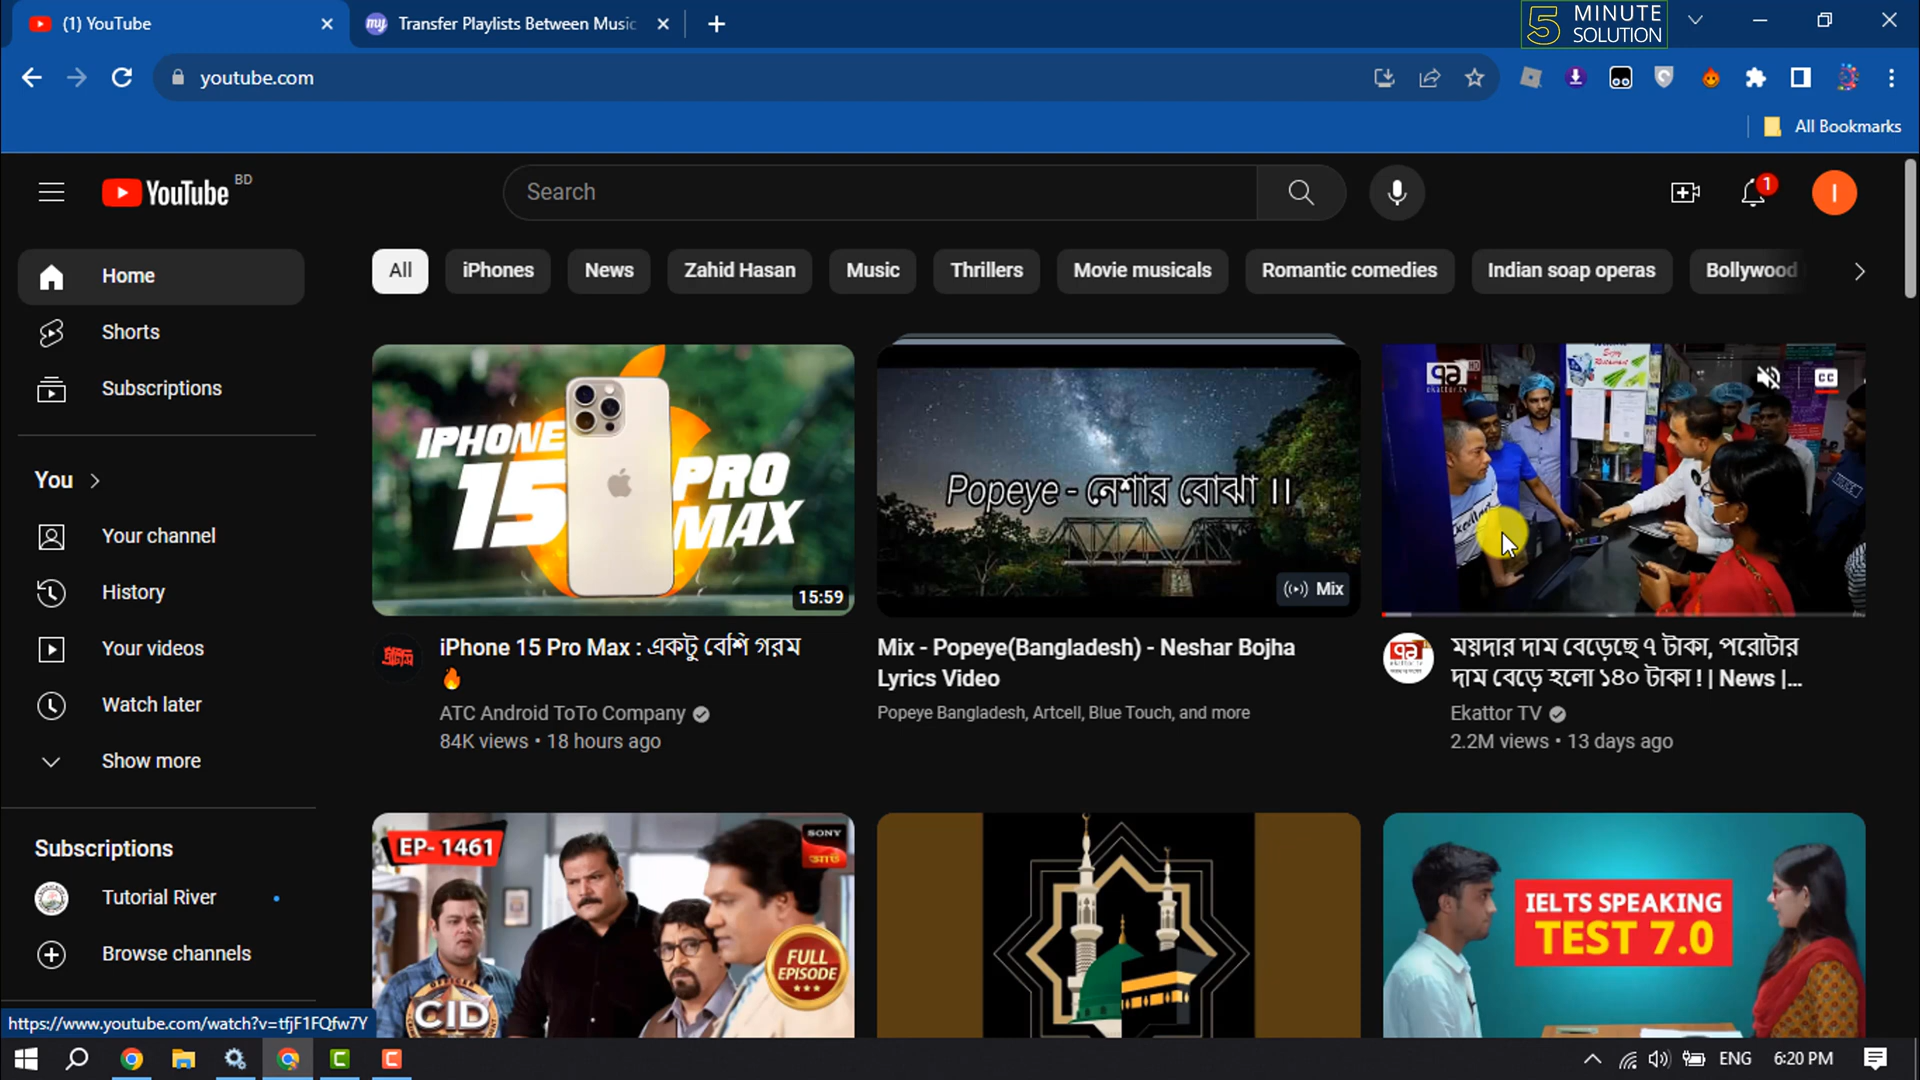 (1) YouTube
Transfer Playlists Between Music
5 MINUTE
SOLUTION
youtube.com
All Bookmarks
YouTube BD
Search
1
I
Home
Shorts
Subscriptions
You
Your channel
History
Your videos
Watch later
Show more
Subscriptions
Tutorial River
Browse channels
All
iPhones
News
Zahid Hasan
Music
Thrillers
Movie musicals
Romantic comedies
Indian soap operas
Bollywood
IPHONE
15
PRO
MAX
15:59
iPhone 15 Pro Max : একটু বেশি গরম
🔥
ATC Android ToTo Company
84K views • 18 hours ago
Popeye - নেশার বোঝা ।।
Mix
Mix - Popeye(Bangladesh) - Neshar Bojha
Lyrics Video
Popeye Bangladesh, Artcell, Blue Touch, and more
ekattor.tv
CC
ময়দার দাম বেড়েছে ৭ টাকা, পরোটার
দাম বেড়ে হলো ১৪০ টাকা ! | News |...
Ekattor TV
2.2M views • 13 days ago
EP- 1461
SONY
আট
FULL
EPISODE
CID
IELTS SPEAKING
TEST 7.0
https://www.youtube.com/watch?v=tfjF1FQfw7Y
ENG
6:20 PM